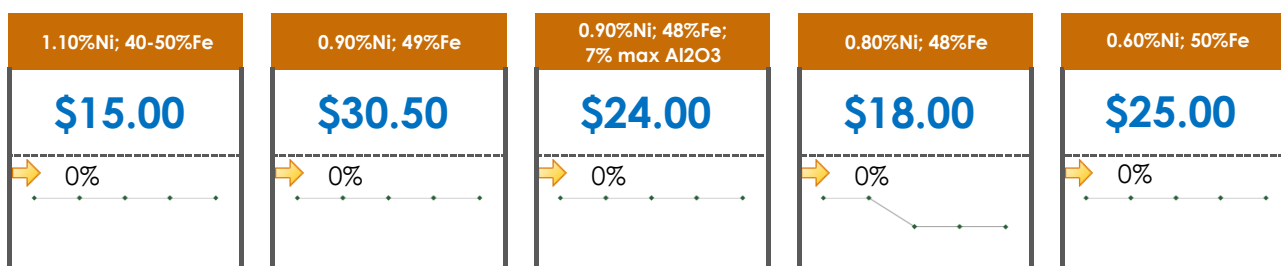 1.10%Ni; 40-50%Fe
$15.00
0%
0.90%Ni; 49%Fe
$30.50
0%
0.90%Ni; 48%Fe;
7% max Al2O3
$24.00
0%
0.80%Ni; 48%Fe
$18.00
0%
0.60%Ni; 50%Fe
$25.00
0%